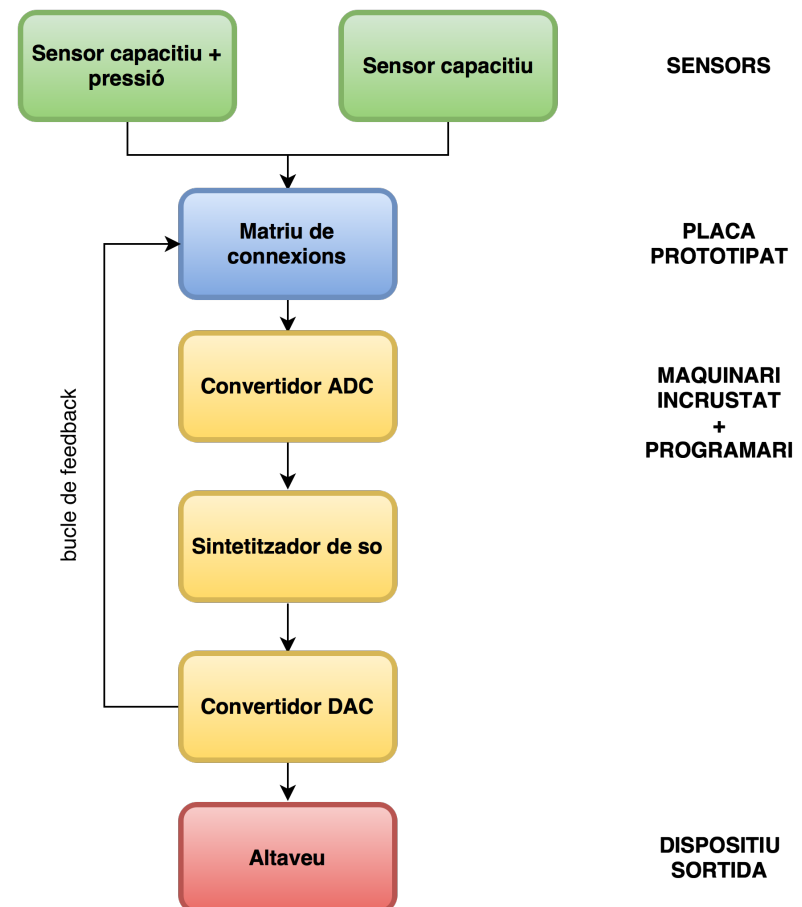 Sensor capacitiu +
pressió
Sensor capacitiu
SENSORS
Matriu de
connexions
PLACA
PROTOTIPAT
Convertidor ADC
MAQUINARI
INCRUSTAT
+
PROGRAMARI
bucle de feedback
Sintetitzador de so
Convertidor DAC
Altaveu
DISPOSITIU
SORTIDA